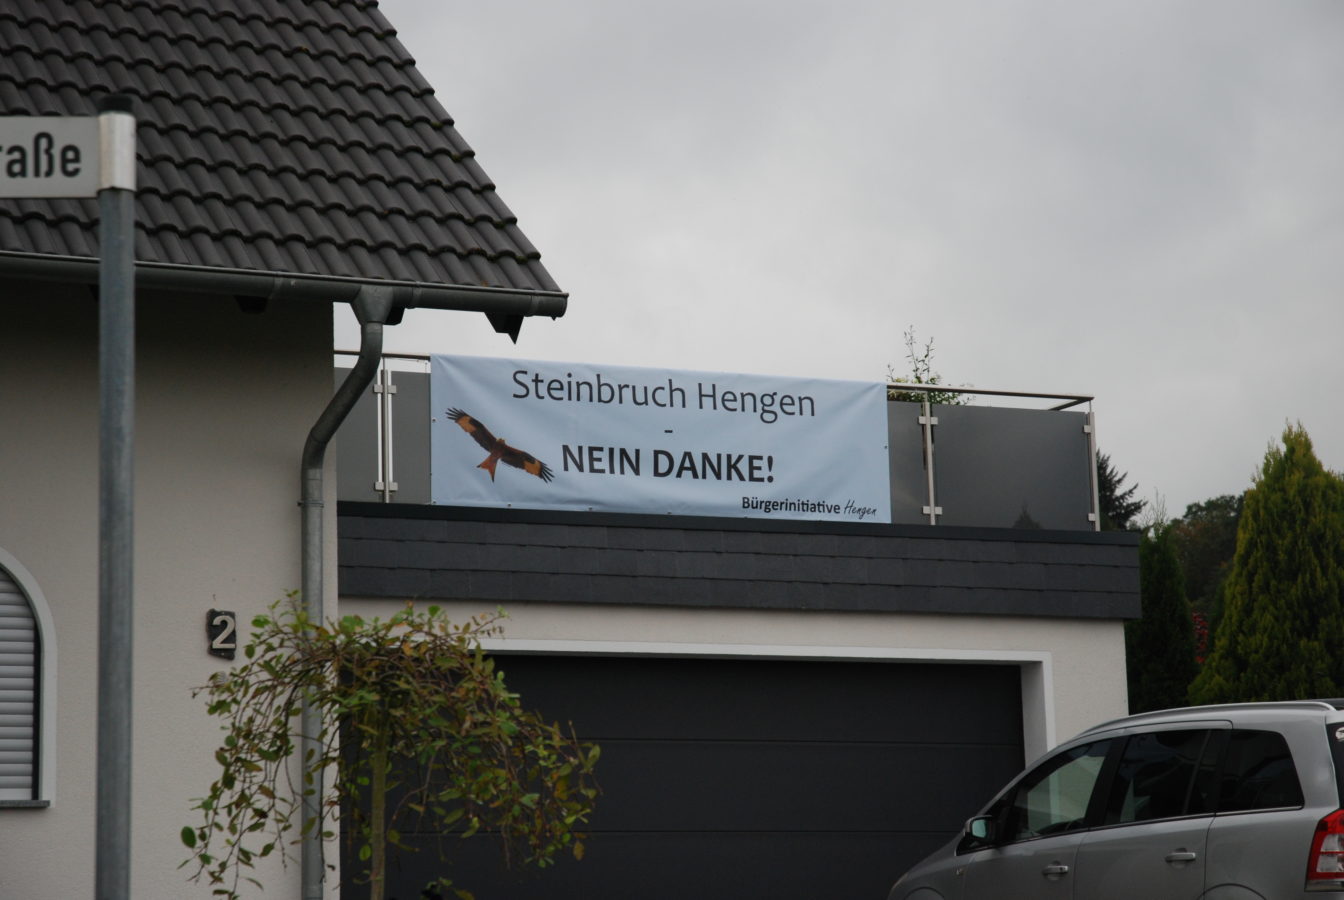 raße
Steinbruch Hengen
-
NEIN DANKE!
Bürgerinitiative Hengen
2